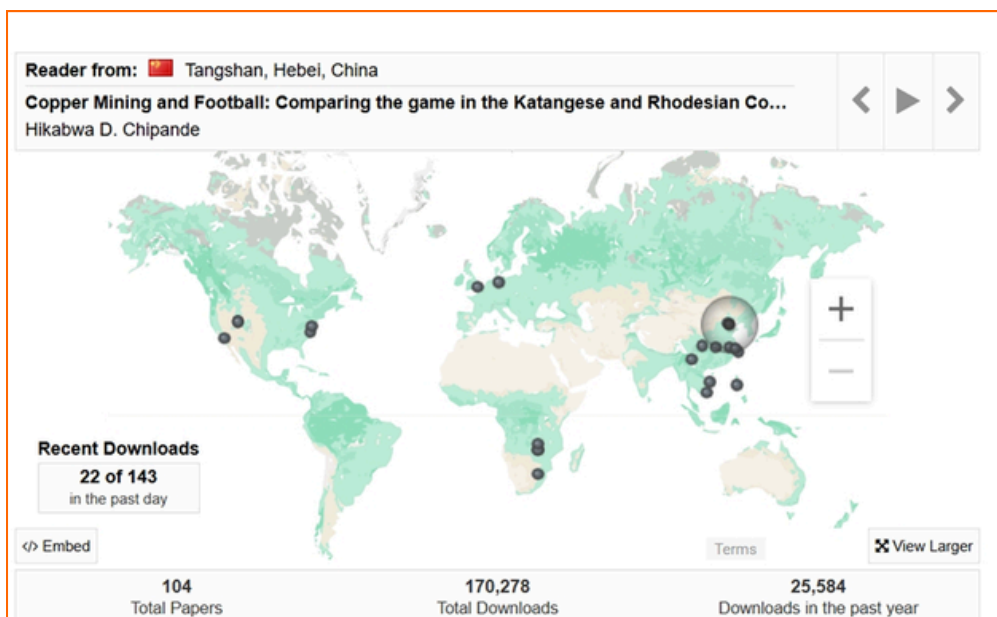 Reader from: Tangshan, Hebei, China
Copper Mining and Football: Comparing the game in the Katangese and Rhodesian Co...
Hikabwa D. Chipande
+
−
Recent Downloads
22 of 143
in the past day
</> Embed
Terms
View Larger
104
Total Papers
170,278
Total Downloads
25,584
Downloads in the past year